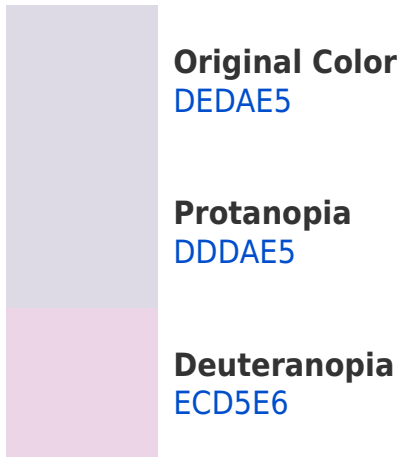 Original Color
DEDAE5
Protanopia
DDDAE5
Deuteranopia
ECD5E6